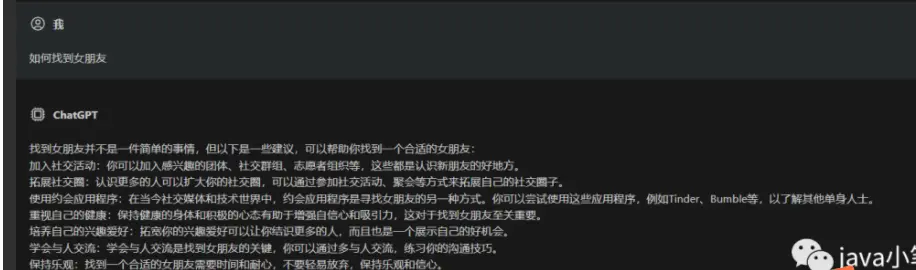 我
如何找到女朋友
ChatGPT
找到女朋友并不是一件简单的事情，但以下是一些建议，可以帮助你找到一个合适的女朋友：
加入社交活动：你可以加入感兴趣的团体、社交群组、志愿者组织等，这些都是认识新朋友的好地方。
拓展社交圈：认识更多的人可以扩大你的社交圈，可以通过参加社交活动、聚会等方式来拓展自己的社交圈子。
使用约会应用程序：在当今社交媒体和技术世界中，约会应用程序是寻找女朋友的另一种方式。你可以尝试使用这些应用程序，例如Tinder、Bumble等，以了解其他单身人士。
重视自己的健康：保持健康的身体和积极的心态有助于增强自信心和吸引力，这对于找到女朋友至关重要。
培养自己的兴趣爱好：拓宽你的兴趣爱好可以让你结识更多的人，而且也是一个展示自己的好机会。
学会与人交流：学会与人交流是找到女朋友的关键，你可以通过多与人交流，练习你的沟通技巧。
保持乐观：找到一个合适的女朋友需要时间和耐心，不要轻易放弃，保持乐观和信心。
java小